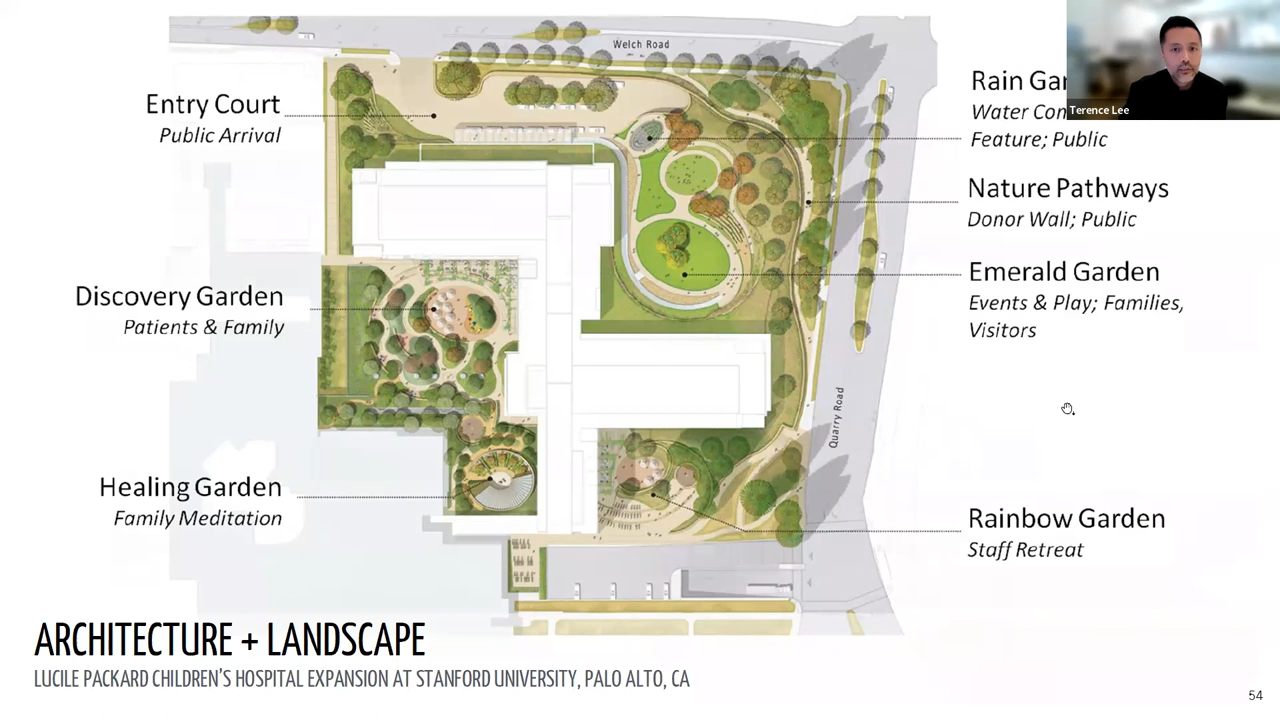 Welch Road
Entry Court
Public Arrival
Discovery Garden
Patients & Family
Healing Garden
Family Meditation
Rain
Water
Feature; Public
Nature Pathways
Donor Wall; Public
Emerald Garden
Events & Play; Families,
Visitors
Quarry Road
Rainbow Garden
Staff Retreat
Terence Lee
ARCHITECTURE + LANDSCAPE
LUCILE PACKARD CHILDREN'S HOSPITAL EXPANSION AT STANFORD UNIVERSITY, PALO ALTO, CA
54